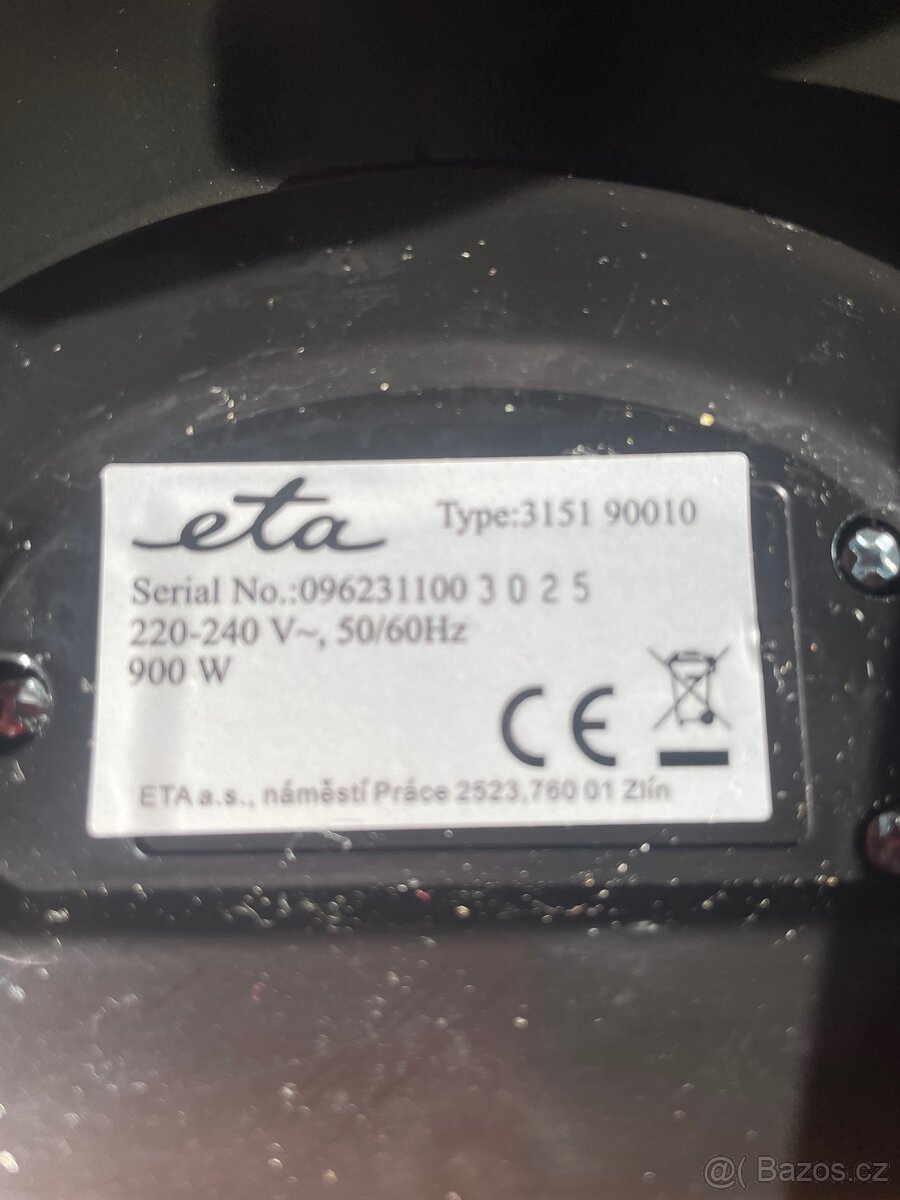 eta
Type:3151 90010
Serial No.:096231100 3 0 2 5
220-240 V~, 50/60Hz
900 W
CE
ETA a.s., náměstí Práce 2523,760 01 Zlín
@( Bazos.cz